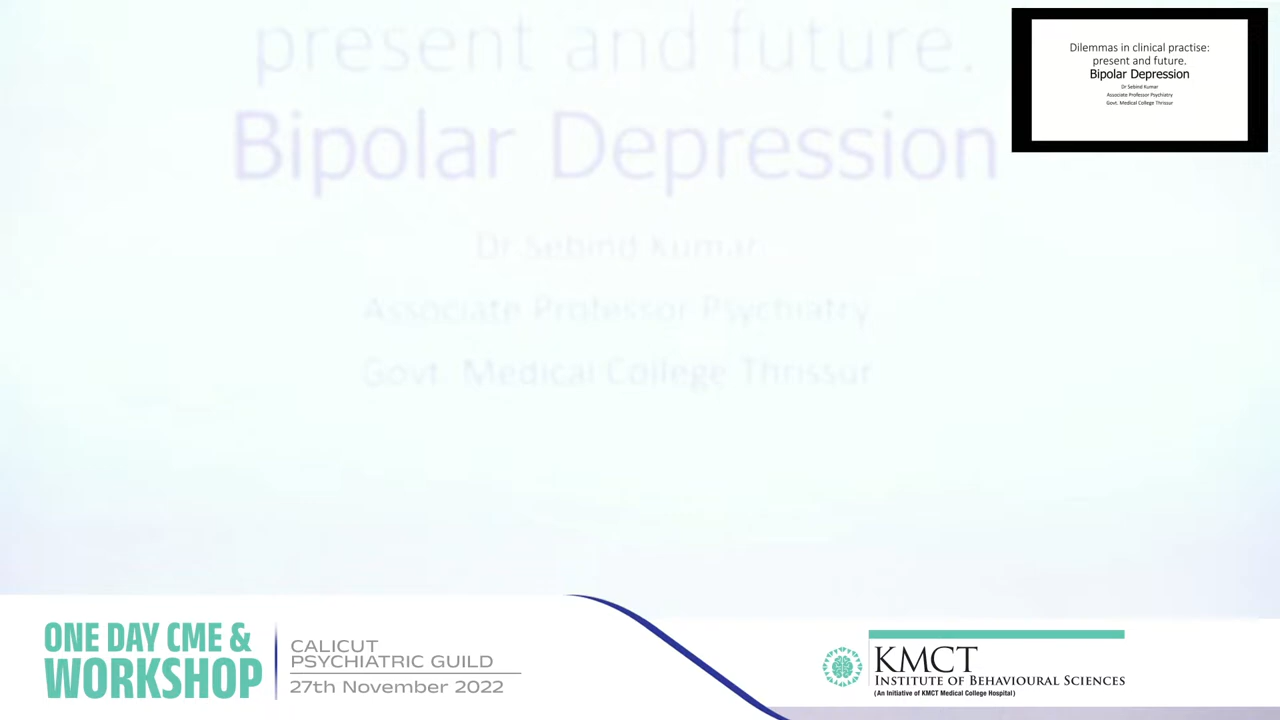 present and future.
Bipolar Depression
Dr Sebind Kumar
Associate Professor Psychiatry
Govt. Medical College Thrissur
Dilemmas in clinical practise:
present and future.
Bipolar Depression
Dr Sebind Kumar
Associate Professor Psychiatry
Govt. Medical College Thrissur
ONE DAY CME &
WORKSHOP
CALICUT
PSYCHIATRIC GUILD
27th November 2022
KMCT
INSTITUTE OF BEHAVIOURAL SCIENCES
(An Initiative of KMCT Medical College Hospital)